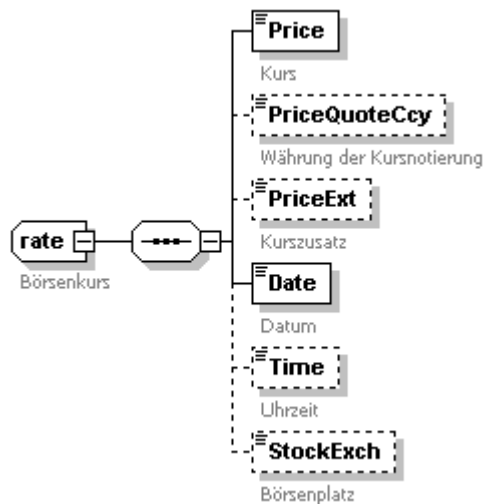 Price
Kurs
PriceQuoteCcy
Währung der Kursnotierung
PriceExt
Kurszusatz
rate
Börsenkurs
Date
Datum
Time
Uhrzeit
StockExch
Börsenplatz